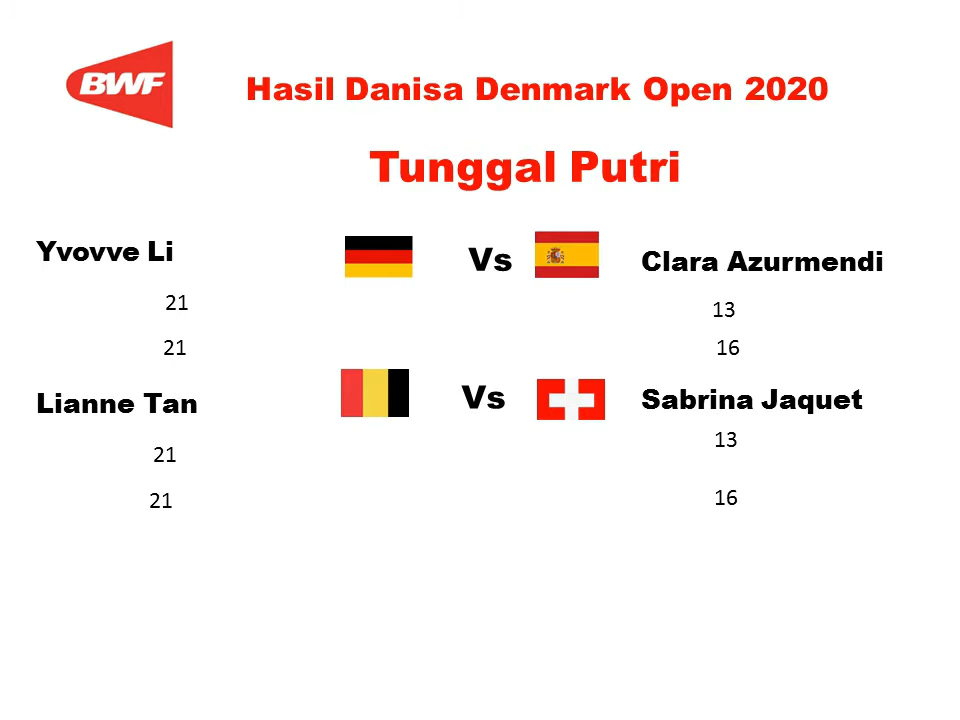 BWF
Hasil Danisa Denmark Open 2020
Tunggal Putri
Yvovve Li Vs Clara Azurmendi
21 13
21 16
Lianne Tan Vs Sabrina Jaquet
21 13
21 16